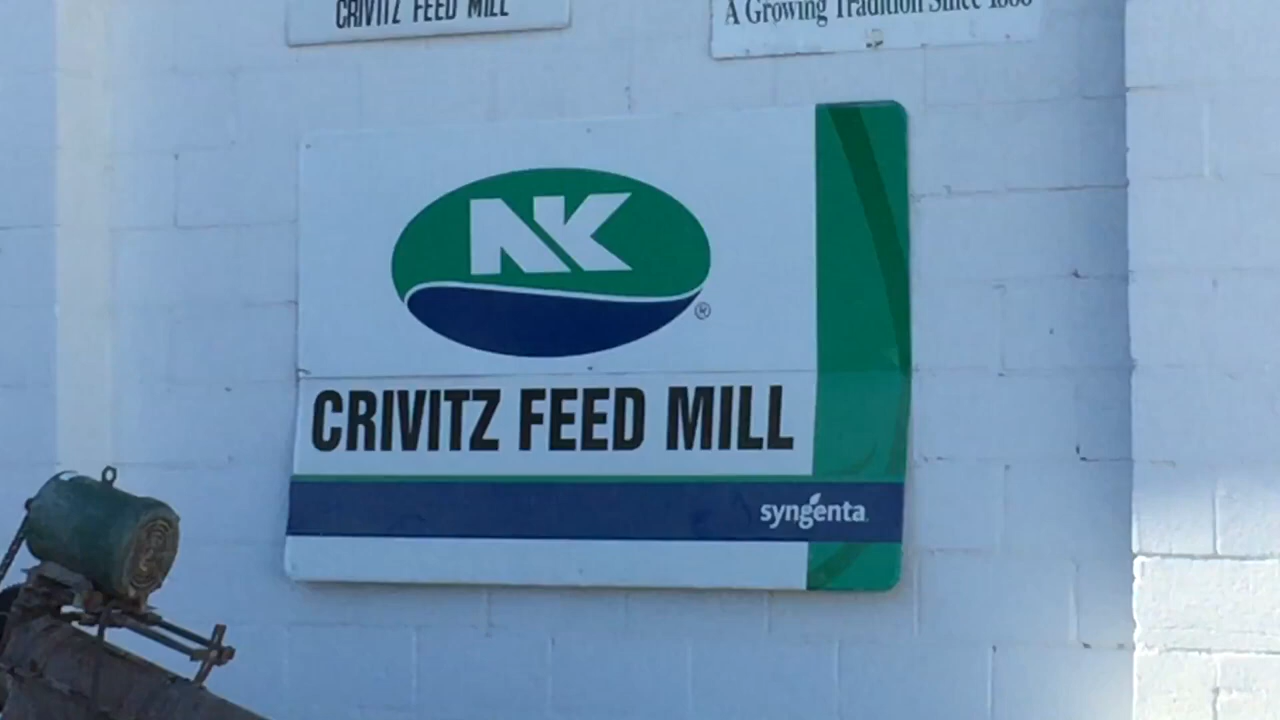 CRIVITZ FEED MILL
A Growing Tradition Since
NK
®
CRIVITZ FEED MILL
syngenta